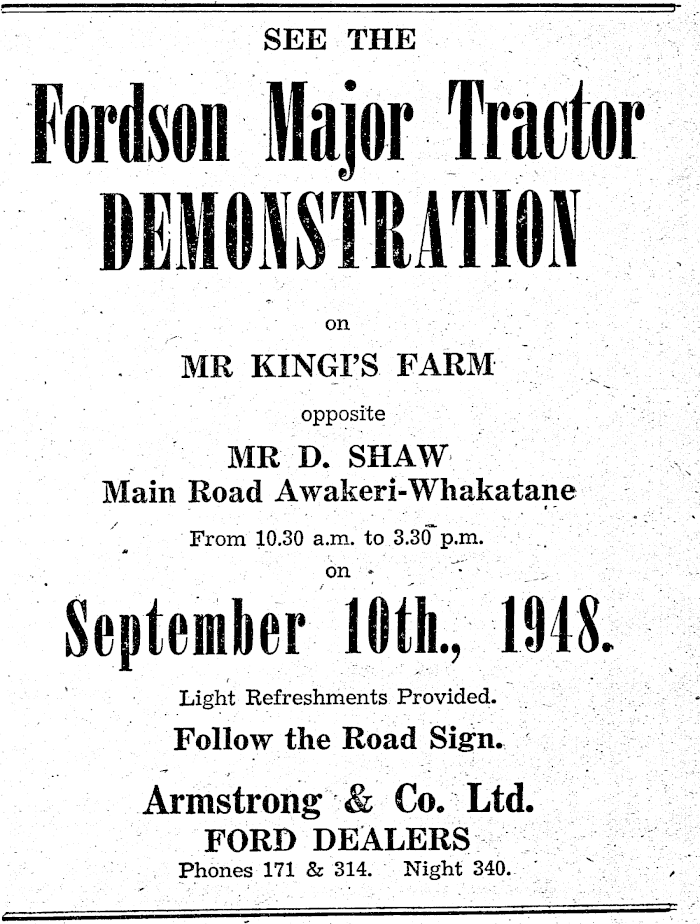 SEE THE
Fordson Major Tractor
DEMONSTRATION
on
MR KINGI'S FARM
opposite
MR D. SHAW
Main Road Awakeri-Whakatane
From 10.30 a.m. to 3.30 p.m.
on
September 10th., 1948.
Light Refreshments Provided.
Follow the Road Sign.
Armstrong & Co. Ltd.
FORD DEALERS
Phones 171 & 314. Night 340.